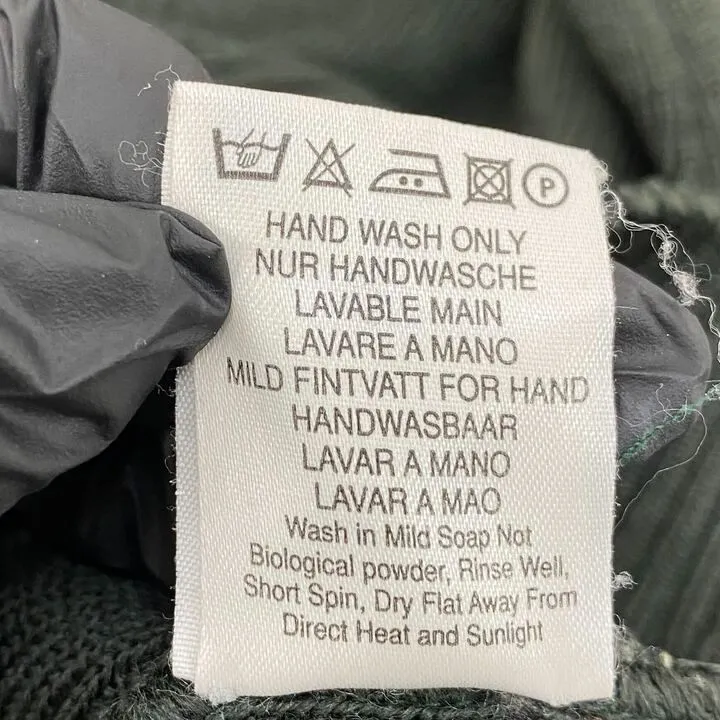 P
HAND WASH ONLY
NUR HANDWASCHE
LAVABLE MAIN
LAVARE A MANO
MILD FINTVATT FOR HAND
HANDWASBAAR
LAVAR A MANO
LAVAR A MAO
Wash in Mild Soap Not
Biological powder, Rinse Well,
Short Spin, Dry Flat Away From
Direct Heat and Sunlight